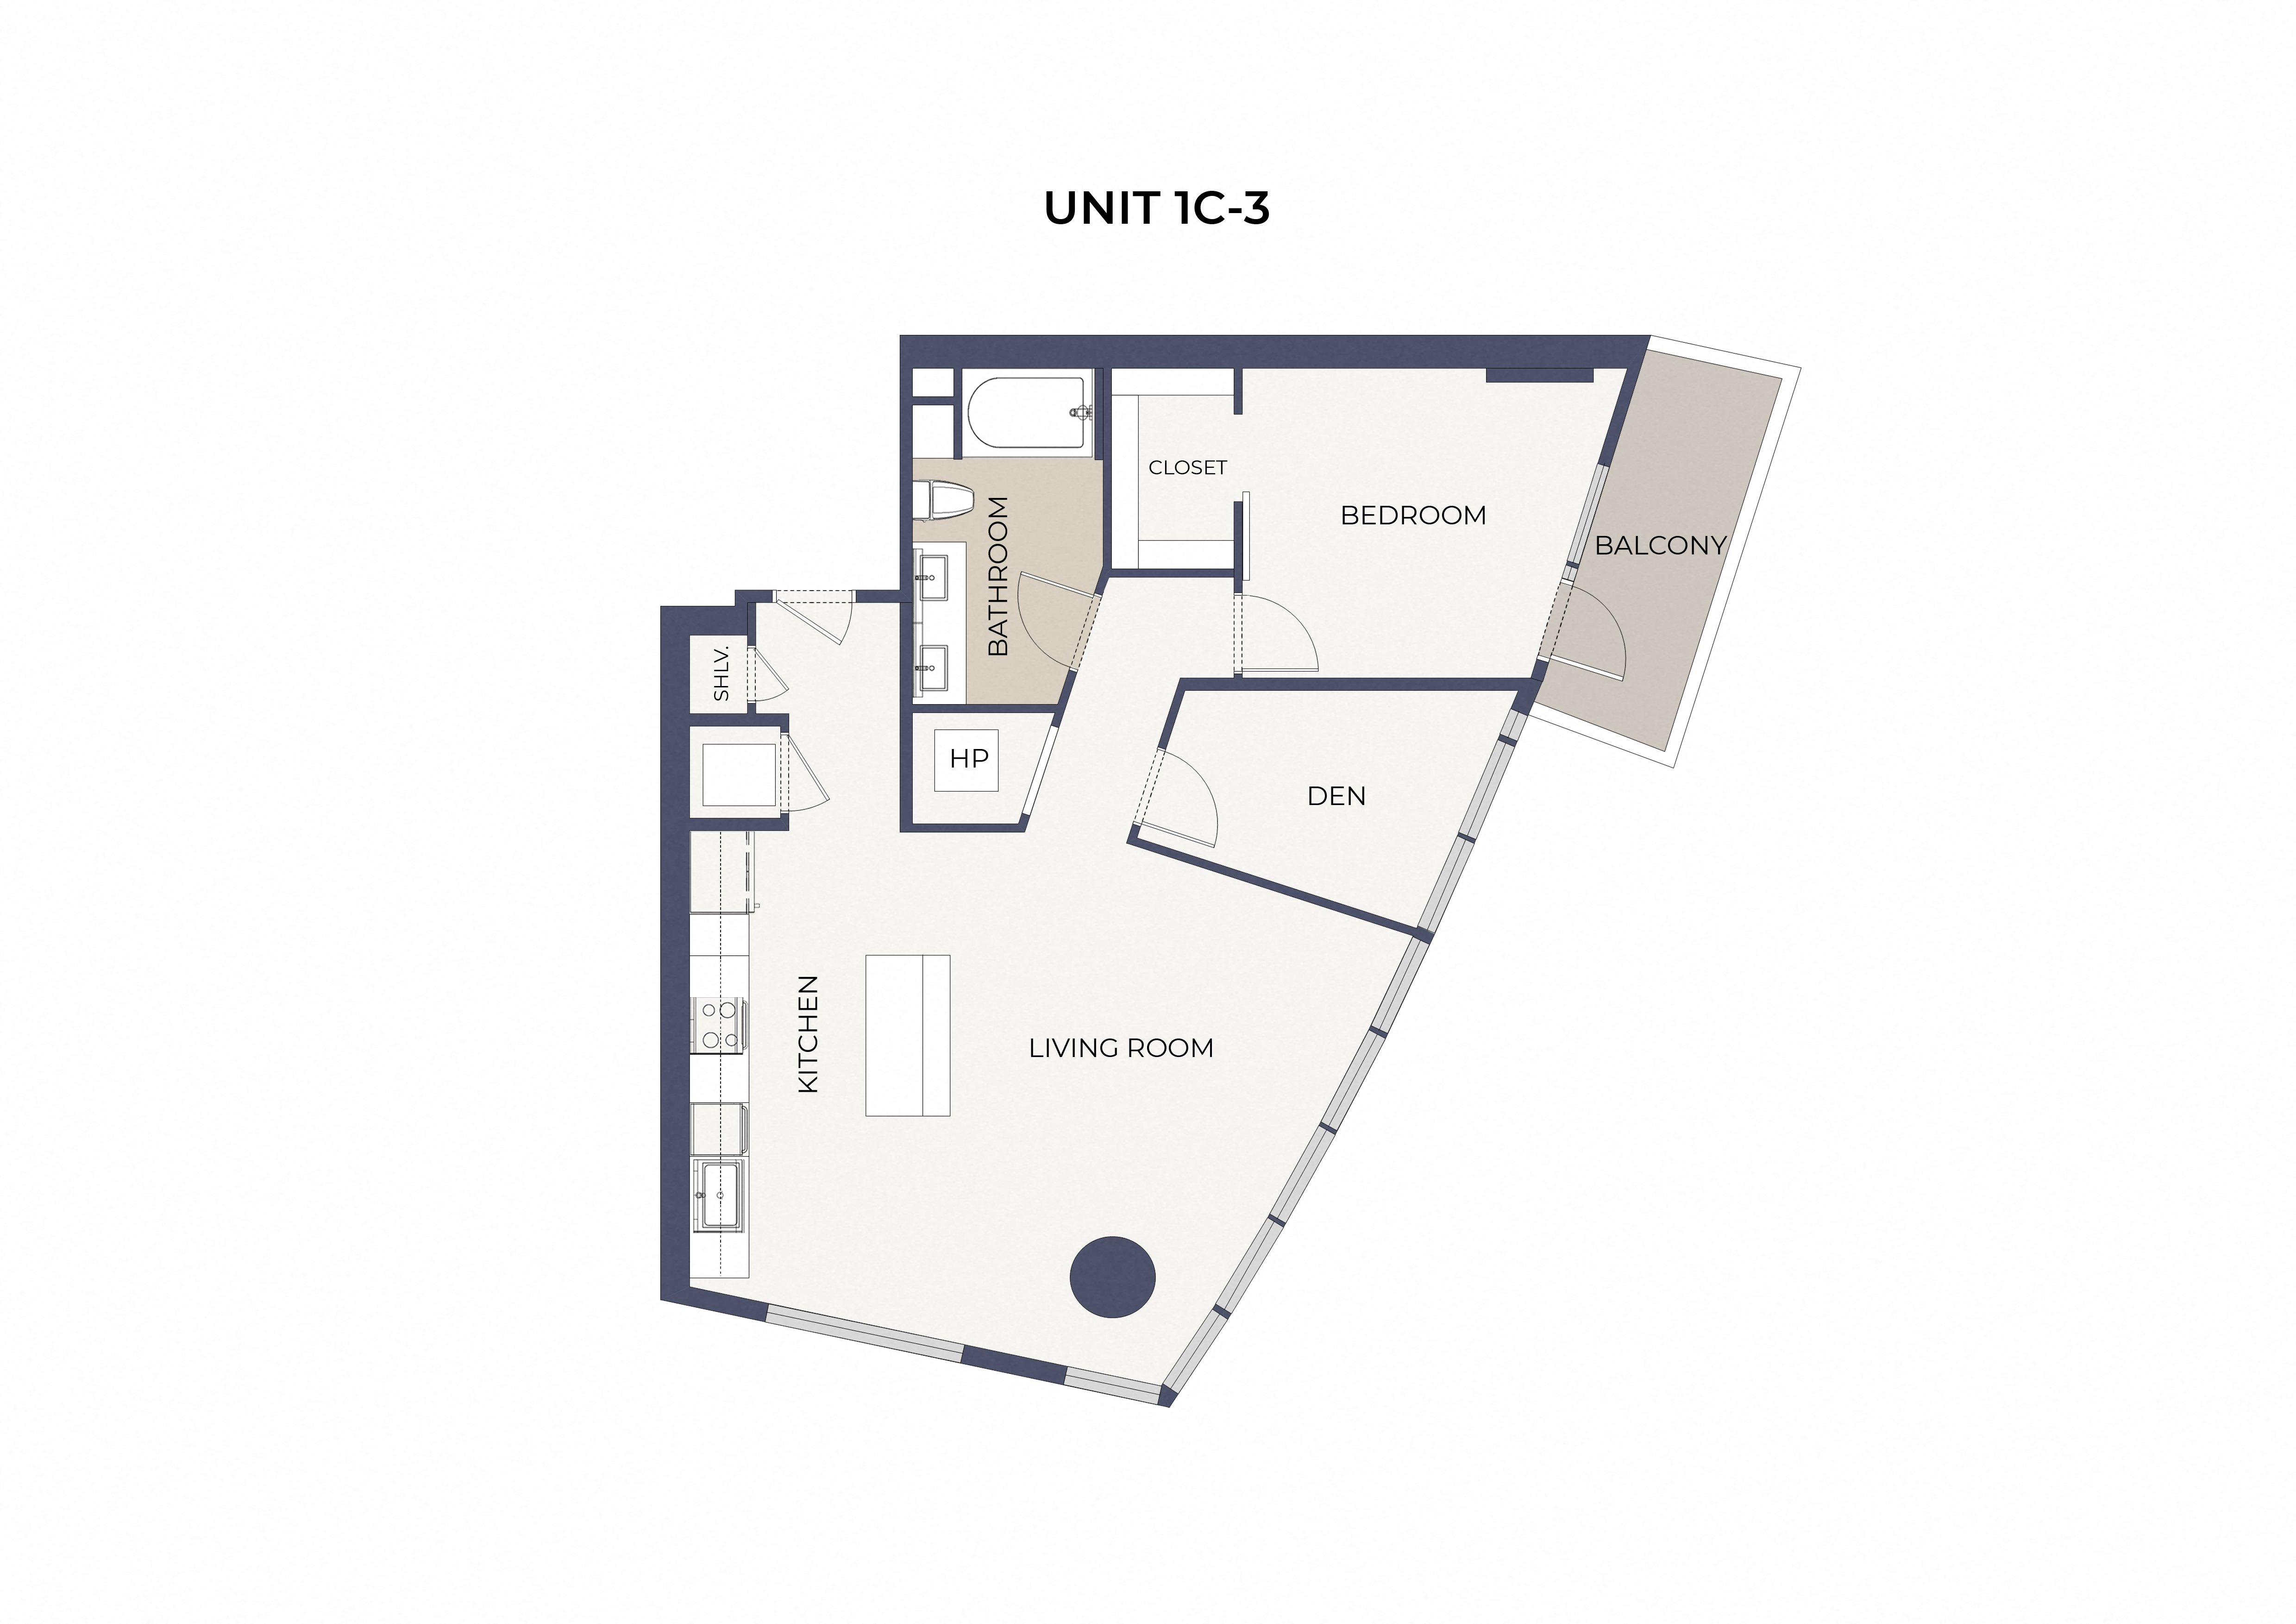 UNIT 1C-3
CLOSET
BEDROOM
BALCONY
BATHROOM
SHLV.
HP
DEN
KITCHEN
LIVING ROOM